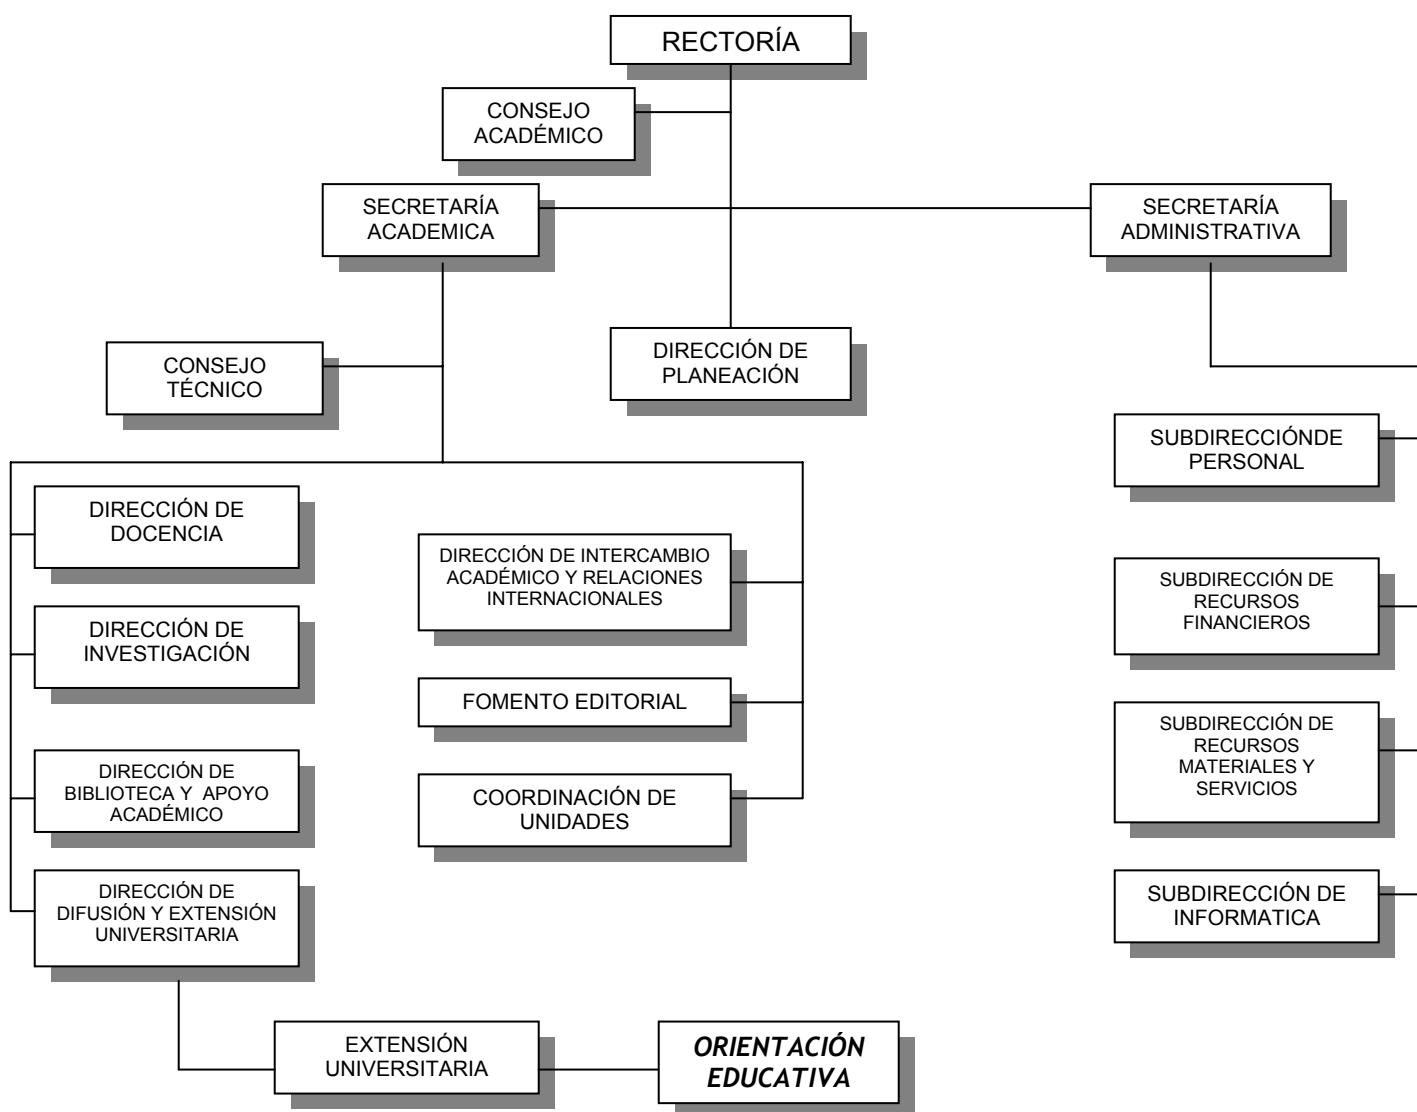 RECTORÍA
CONSEJO
ACADÉMICO
SECRETARÍA
ACADEMICA
SECRETARÍA
ADMINISTRATIVA
CONSEJO
TÉCNICO
DIRECCIÓN DE
PLANEACIÓN
DIRECCIÓN DE
DOCENCIA
DIRECCIÓN DE
INVESTIGACIÓN
DIRECCIÓN DE
BIBLIOTECA Y APOYO
ACADÉMICO
DIRECCIÓN DE
DIFUSIÓN Y EXTENSIÓN
UNIVERSITARIA
DIRECCIÓN DE INTERCAMBIO
ACADÉMICO Y RELACIONES
INTERNACIONALES
FOMENTO EDITORIAL
COORDINACIÓN DE
UNIDADES
SUBDIRECCIÓNDE
PERSONAL
SUBDIRECCIÓN DE
RECURSOS
FINANCIEROS
SUBDIRECCIÓN DE
RECURSOS
MATERIALES Y
SERVICIOS
SUBDIRECCIÓN DE
INFORMATICA
EXTENSIÓN
UNIVERSITARIA
ORIENTACIÓN
EDUCATIVA